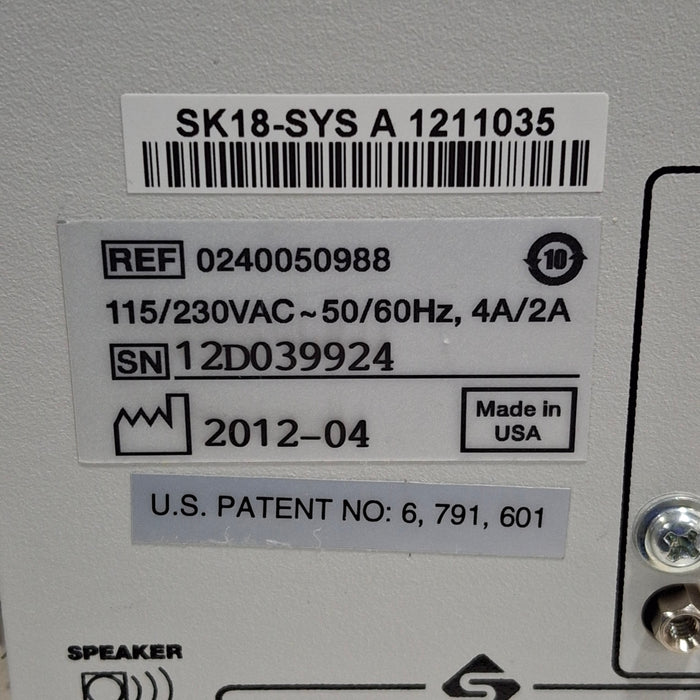 SK18-SYS A 1211035
REF 0240050988 10
115/230VAC~50/60Hz, 4A/2A
SN 12D039924
2012-04
Made in
USA
U.S. PATENT NO: 6, 791, 601
SPEAKER